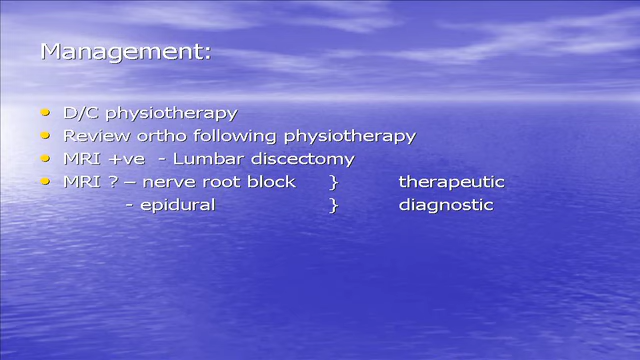 Management:
D/C physiotherapy
Review ortho following physiotherapy
MRI +ve - Lumbar discectomy
MRI ? – nerve root block } therapeutic
- epidural } diagnostic